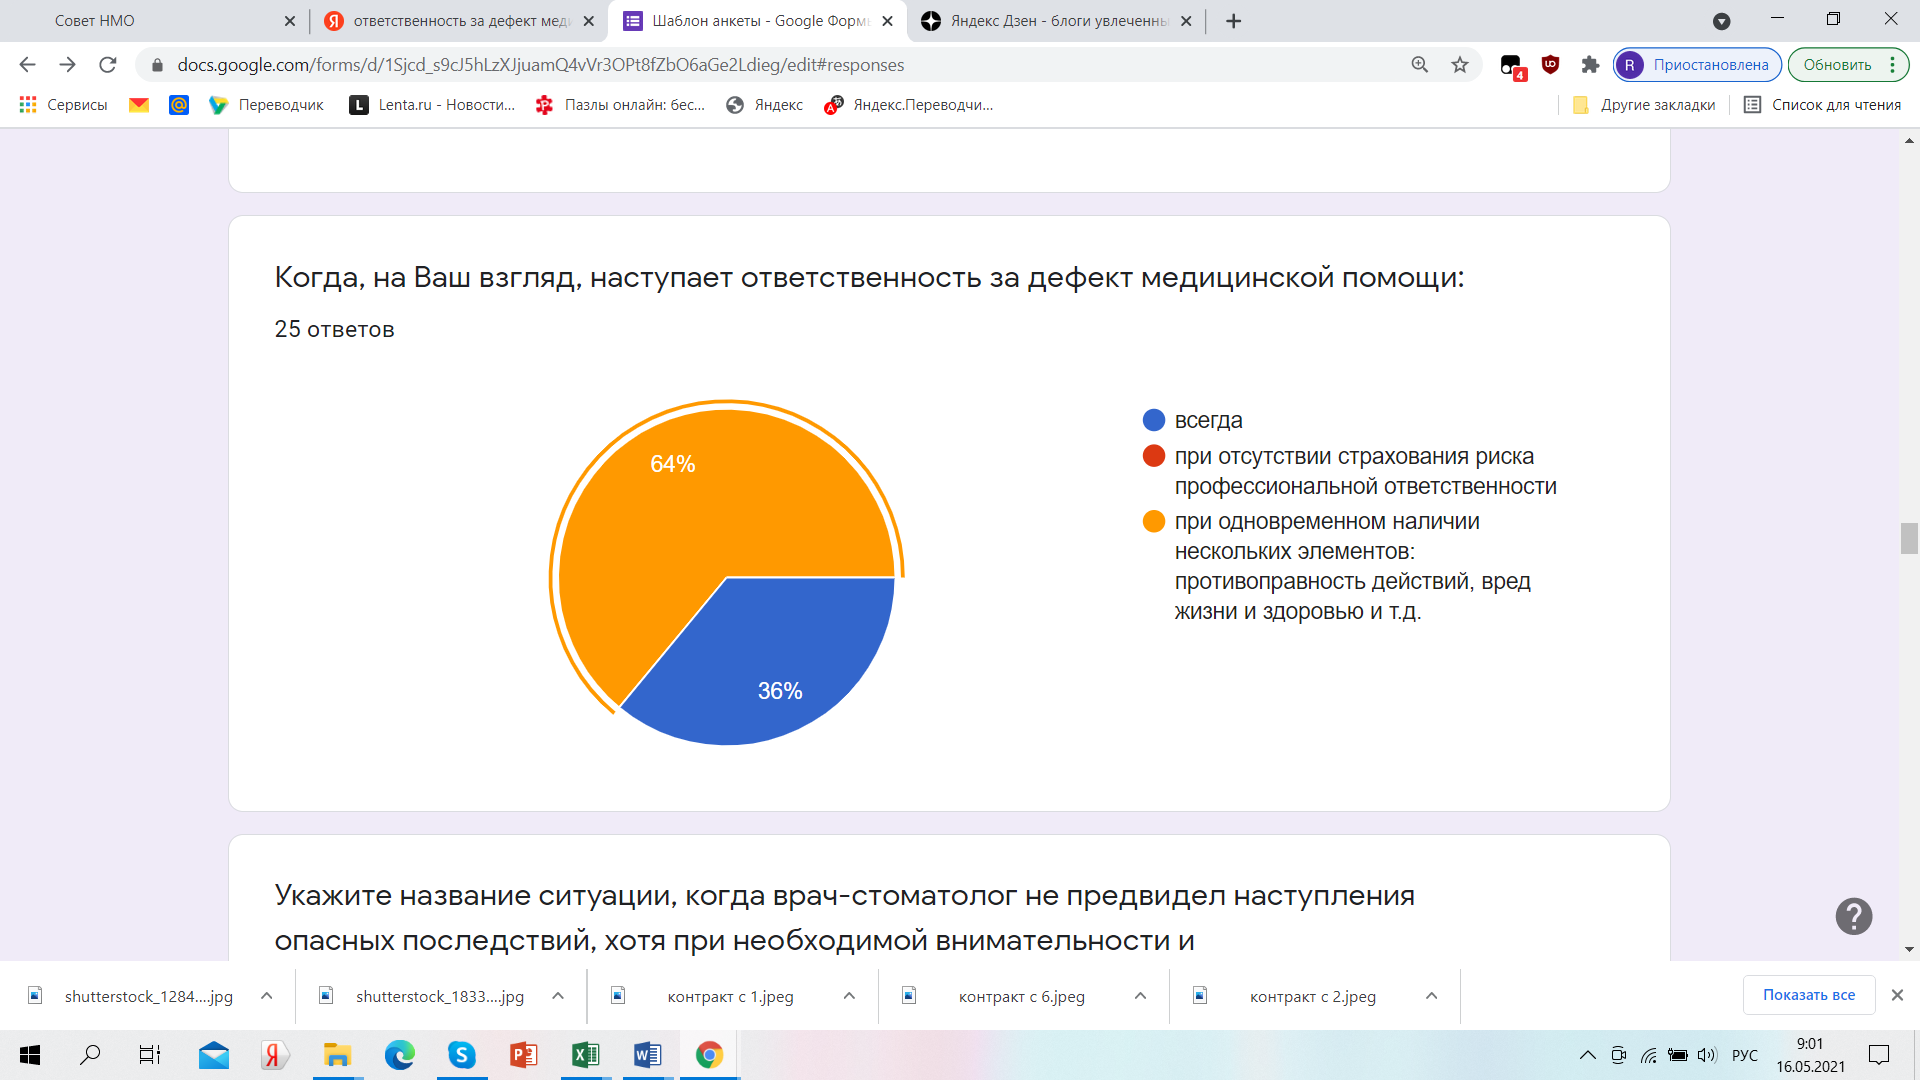 Совет НМО
ответственность за дефект меди
Шаблон анкеты - Google Форм
Яндекс Дзен - блоги увлеченны
docs.google.com/forms/d/1Sjcd_s9cJ5hLzXJjuamQ4vVr3OPt8fZbO6aGe2Ldieg/edit#responses
4
R Приостановлена
Обновить
Сервисы
Переводчик
L Lenta.ru - Новости...
Пазлы онлайн: бес...
Яндекс
Яндекс.Переводчи...
Другие закладки
Список для чтения
Когда, на Ваш взгляд, наступает ответственность за дефект медицинской помощи:
25 ответов
64%
36%
всегда
при отсутствии страхования риска
профессиональной ответственности
при одновременном наличии
нескольких элементов:
противоправность действий, вред
жизни и здоровью и т.д.
Укажите название ситуации, когда врач-стоматолог не предвидел наступления
опасных последствий, хотя при необходимой внимательности и
shutterstock_1284....jpg
shutterstock_1833....jpg
контракт с 1.jpeg
контракт с 6.jpeg
контракт с 2.jpeg
Показать все
РУС
9:01
16.05.2021